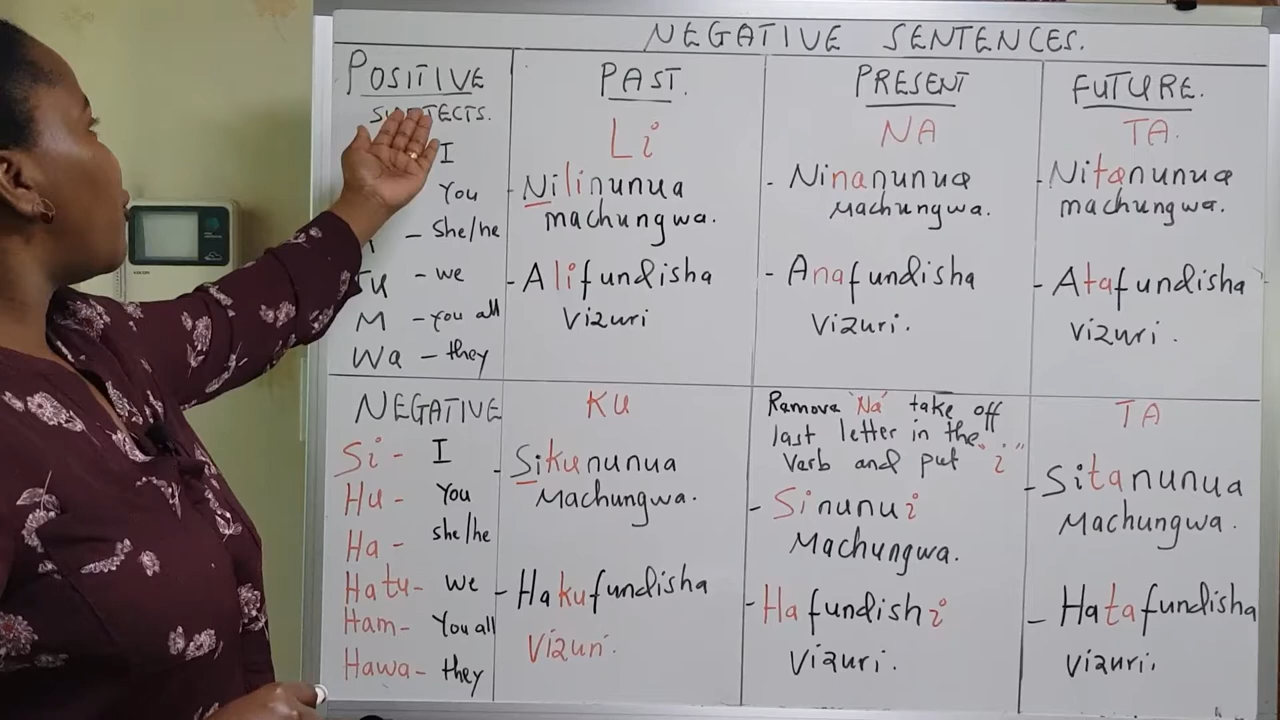 NEGATIVE SENTENCES.
POSITIVE
I
You
- She/he
Tu - we
M - You all
Wa - they
PAST.
Li
- Nilinunua
machungwa.
- Alifundisha
Vizuri
PRESENT
NA
- Ninanunua
Machungwa.
- Anafundisha
Vizuri.
FUTURE.
TA.
- Nitanunua
machungwa.
- Atafundisha
Vizuri.
NEGATIVE
Si - I
Hu - You
Ha - she/he
Hatu - we
Ham - You all
Hawa - they
KU
- Sikununua
Machungwa.
- Hakufundisha
Vizuri.
Ramova "Na" take off
last letter in the
Verb and put "i"
- Sinunui
Machungwa.
- Hafundishi
Vizuri.
TA
- Sitanunua
Machungwa.
- Hatafundisha
Vizuri.